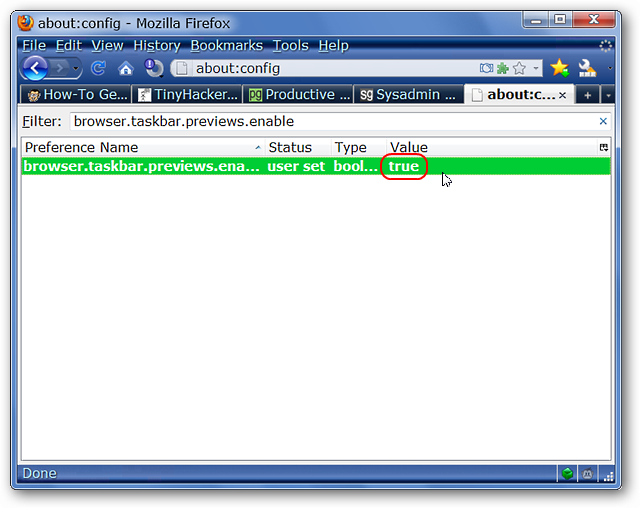 about:config - Mozilla Firefox
File Edit View History Bookmarks Tools Help
about:config
How-To Ge... TinyHacker... Productive ... Sysadmin ... about:c...
Filter: browser.taskbar.previews.enable
Preference Name Status Type Value
browser.taskbar.previews.ena... user set bool... true
Done